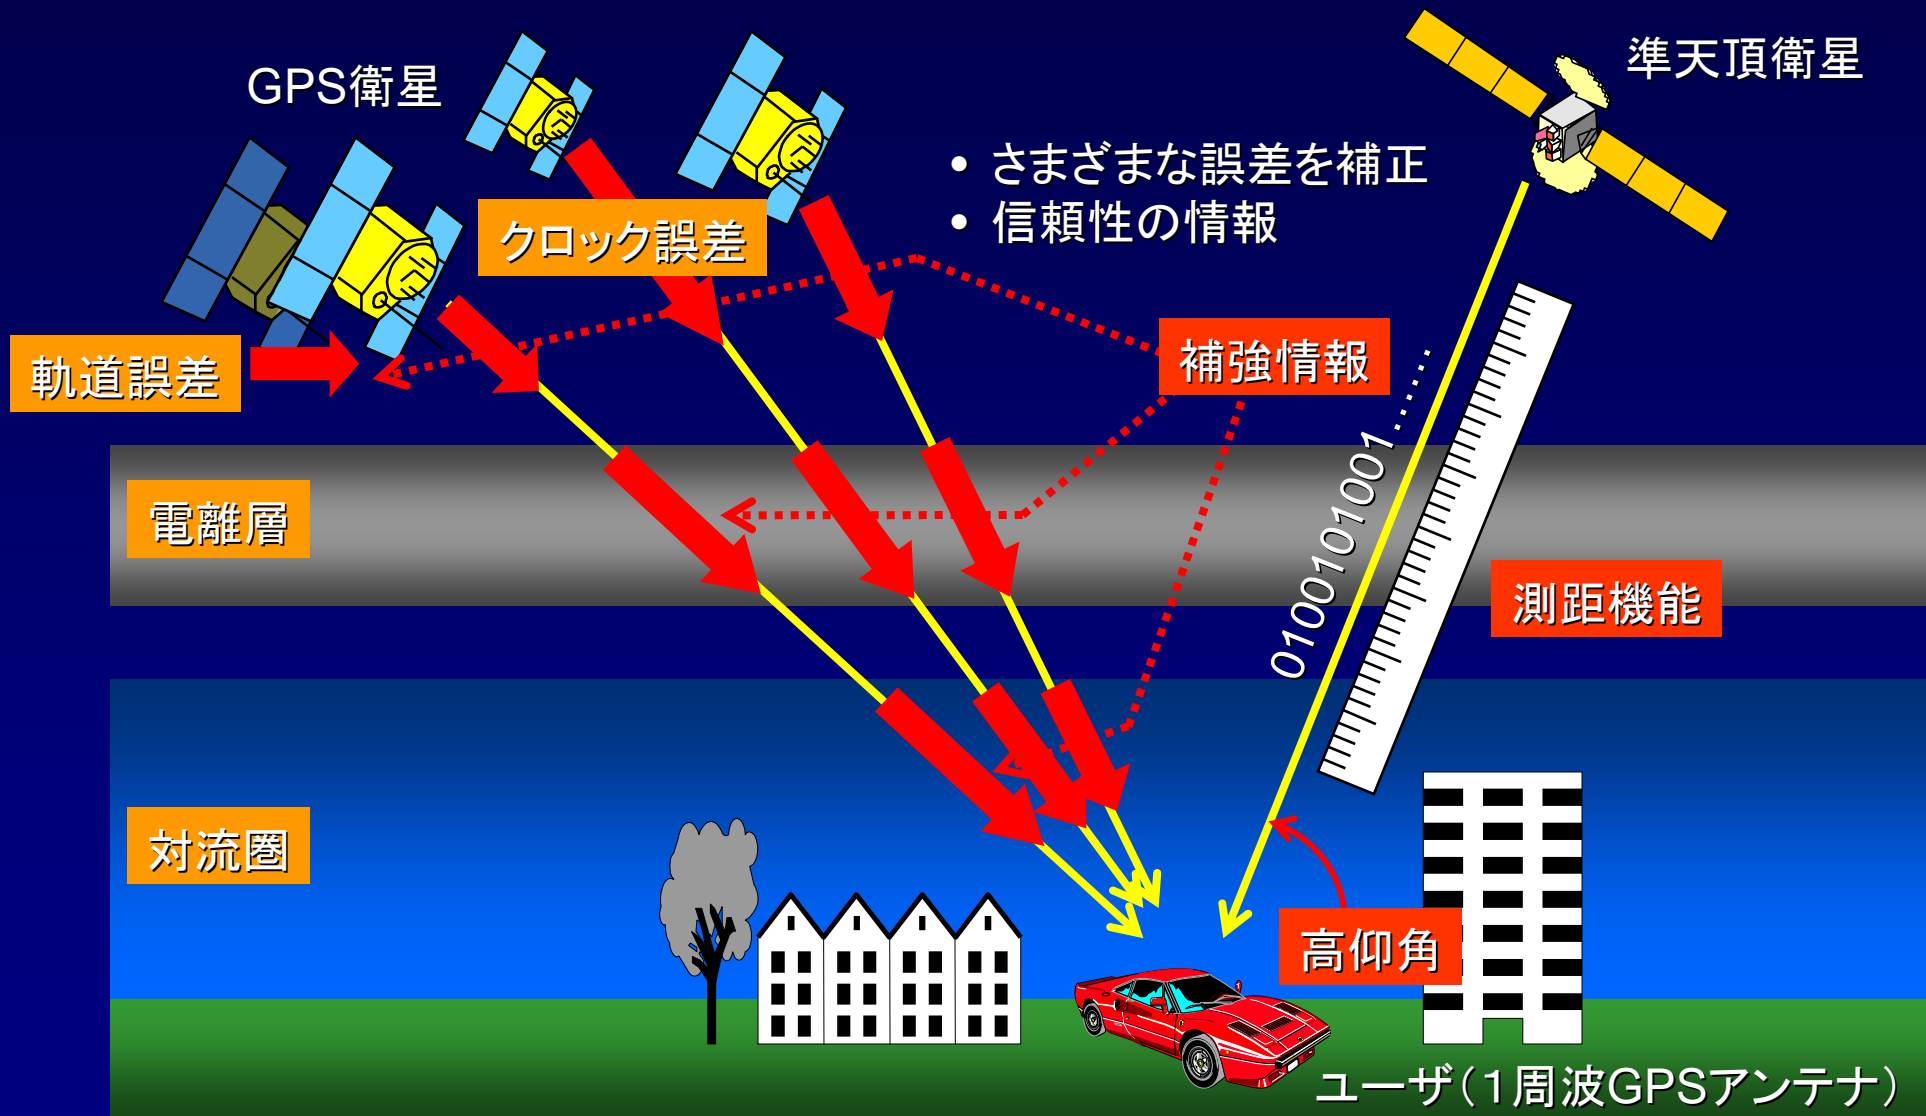 GPS衛星
準天頂衛星
• さまざまな誤差を補正
• 信頼性の情報
クロック誤差
補強情報
軌道誤差
電離層
010010101001......
測距機能
対流圏
高仰角
ユーザ(1周波GPSアンテナ)